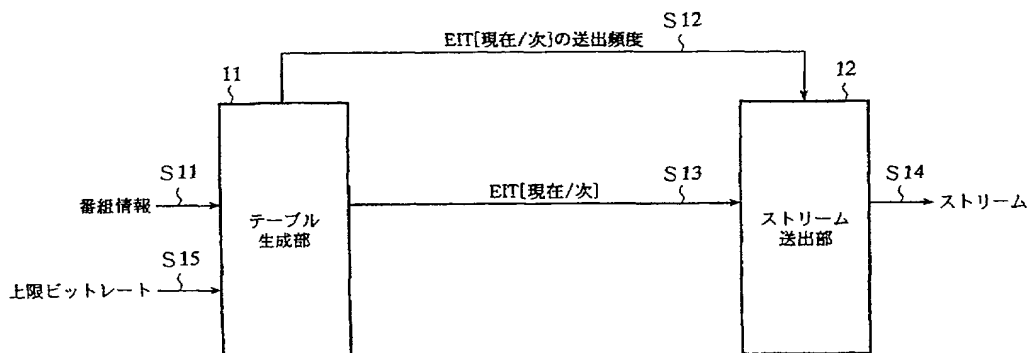 S12
EIT[現在/次]の送出頻度
11
12
S11
番組情報
EIT[現在/次]
S13
S14
ストリーム
テーブル
生成部
ストリーム
送出部
S15
上限ビットレート